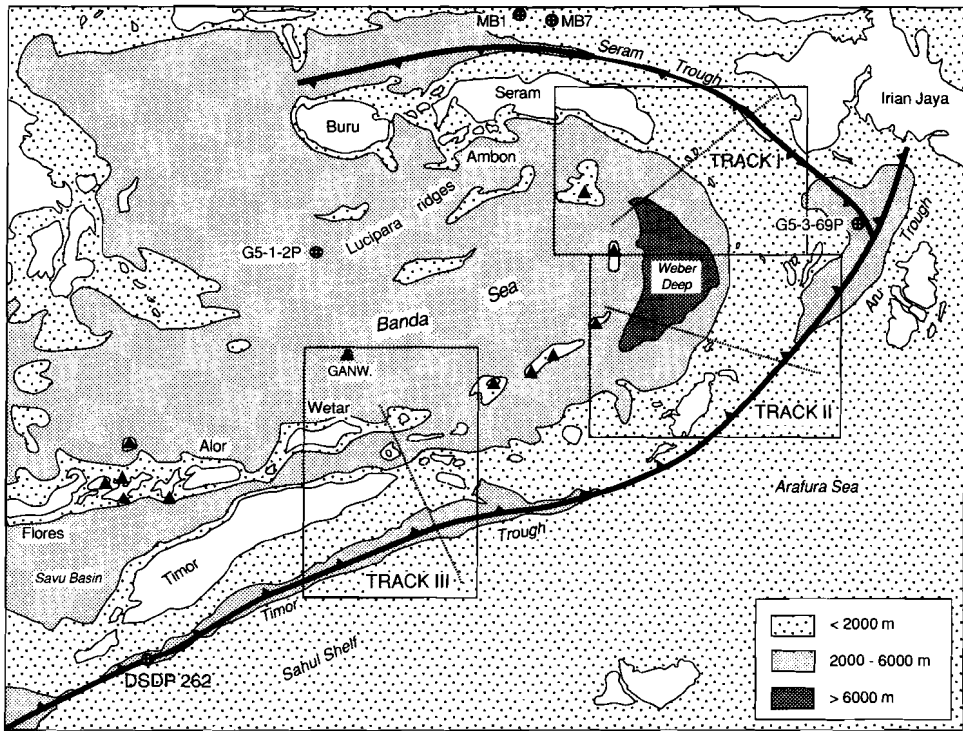 MB1
MB7
Seram
Trough
Irian Jaya
Seram
Buru
Ambon
TRACK I
Lucipara ridges
G5-1-2P
G5-3-69P
Trough
Aru
Weber
Deep
Banda
Sea
GANW.
TRACK II
Wetar
Alor
Arafura Sea
Flores
Trough
Savu Basin
Timor
TRACK III
Timor
Sahul Shelf
DSDP 262
< 2000 m
2000 - 6000 m
> 6000 m